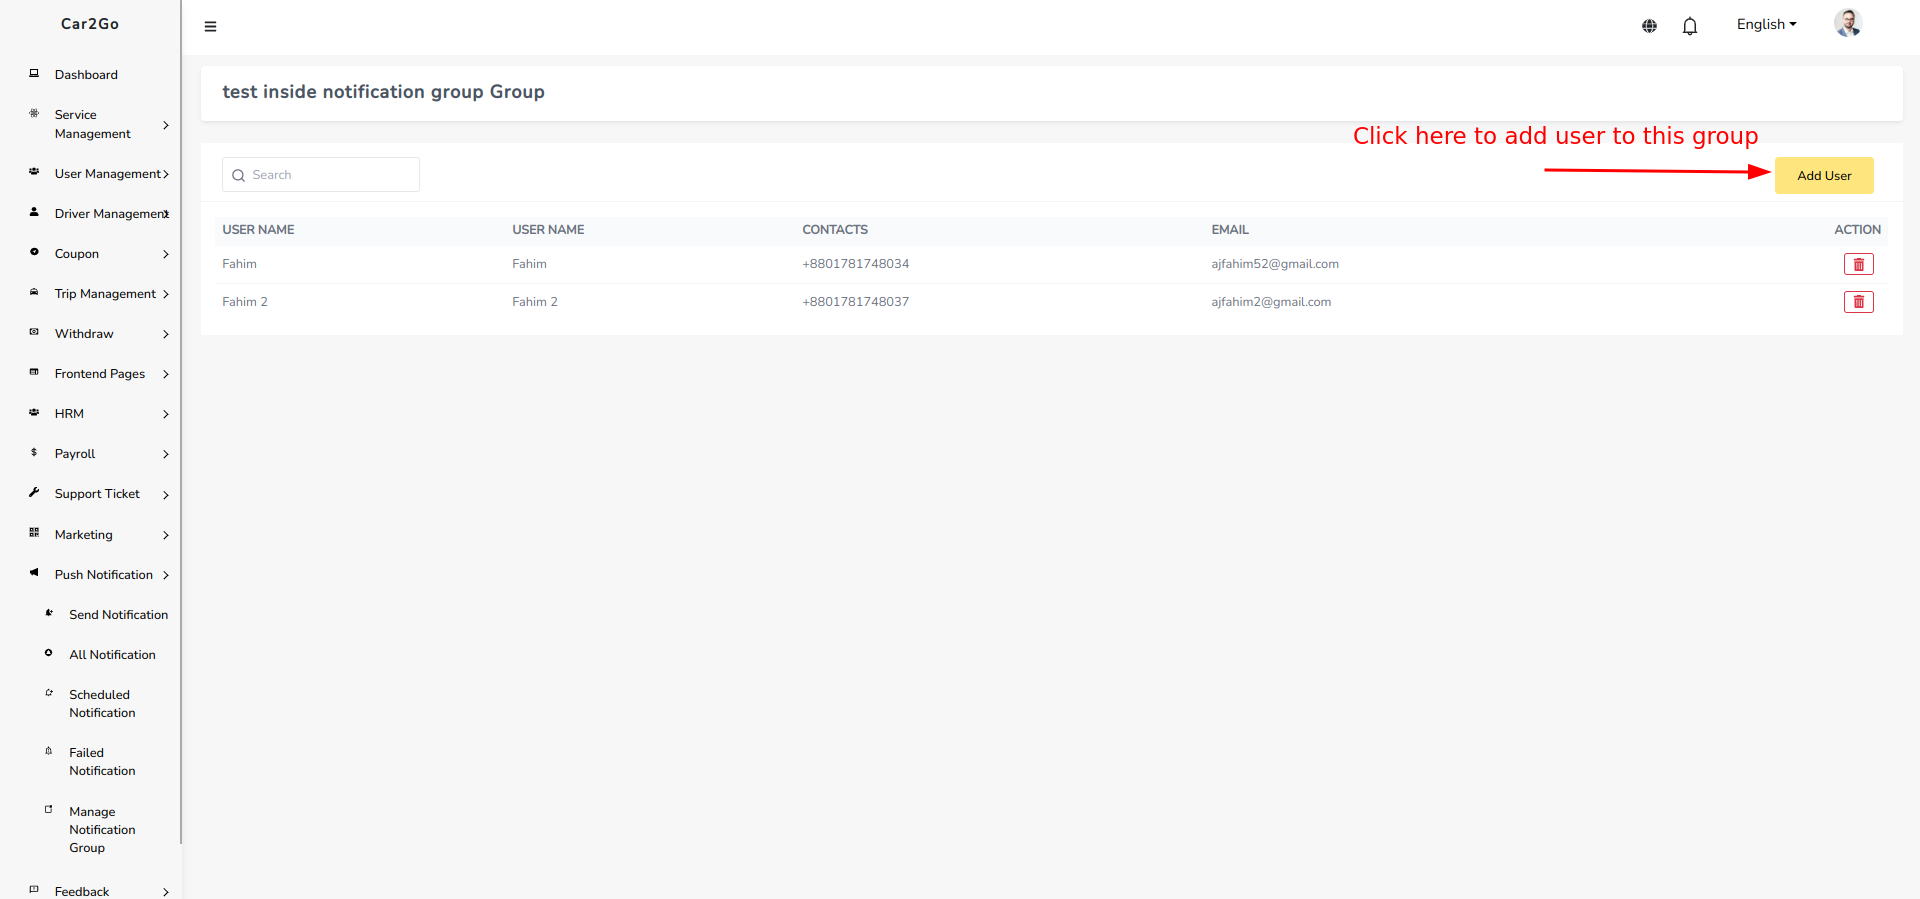 Car2Go
English
Dashboard
Service
Management
User Management
Driver Management
Coupon
Trip Management
Withdraw
Frontend Pages
HRM
Payroll
Support Ticket
Marketing
Push Notification
Send Notification
All Notification
Scheduled
Notification
Failed
Notification
Manage
Notification
Group
Feedback
test inside notification group Group
Click here to add user to this group
Search
Add User
USER NAME USER NAME CONTACTS EMAIL ACTION
Fahim Fahim +8801781748034 ajfahim52@gmail.com
Fahim 2 Fahim 2 +8801781748037 ajfahim2@gmail.com